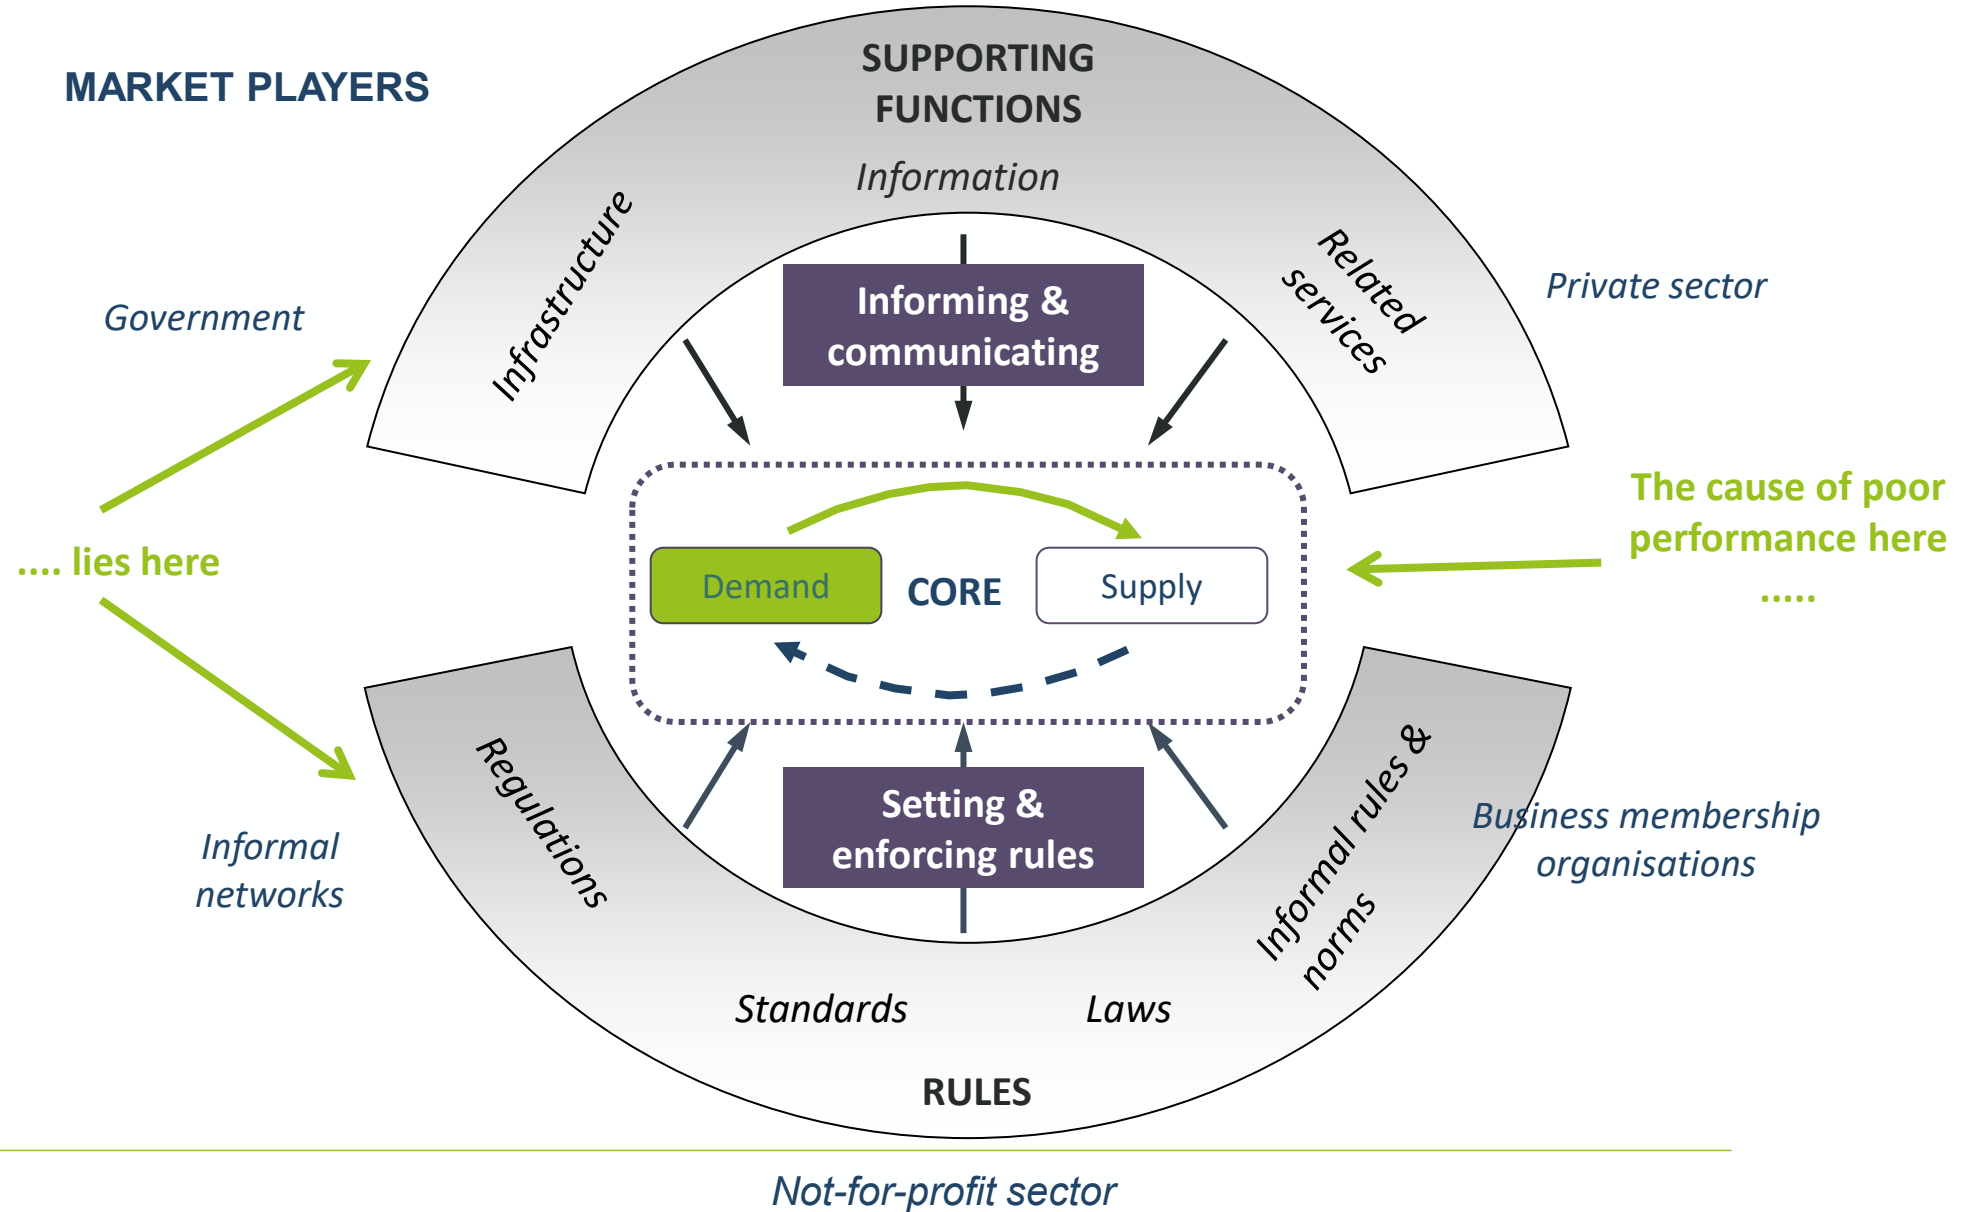 MARKET PLAYERS
SUPPORTING
FUNCTIONS
Information
Infrastructure
Related
services
Government
Private sector
Informing &
communicating
The cause of poor
performance here
.....
.... lies here
Demand
CORE
Supply
Setting &
enforcing rules
Regulations
Informal rules &
norms
Informal
networks
Business membership
organisations
Standards
Laws
RULES
Not-for-profit sector